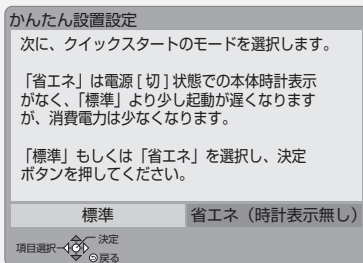 かんたん設置設定
次に、クイックスタートのモードを選択します。
「省エネ」は電源 [ 切 ] 状態での本体時計表示
がなく、「標準」より少し起動が遅くなります
が、消費電力は少なくなります。
「標準」もしくは「省エネ」を選択し、決定
ボタンを押してください。
標準
省エネ（時計表示無し）
項目選択
決定
戻る